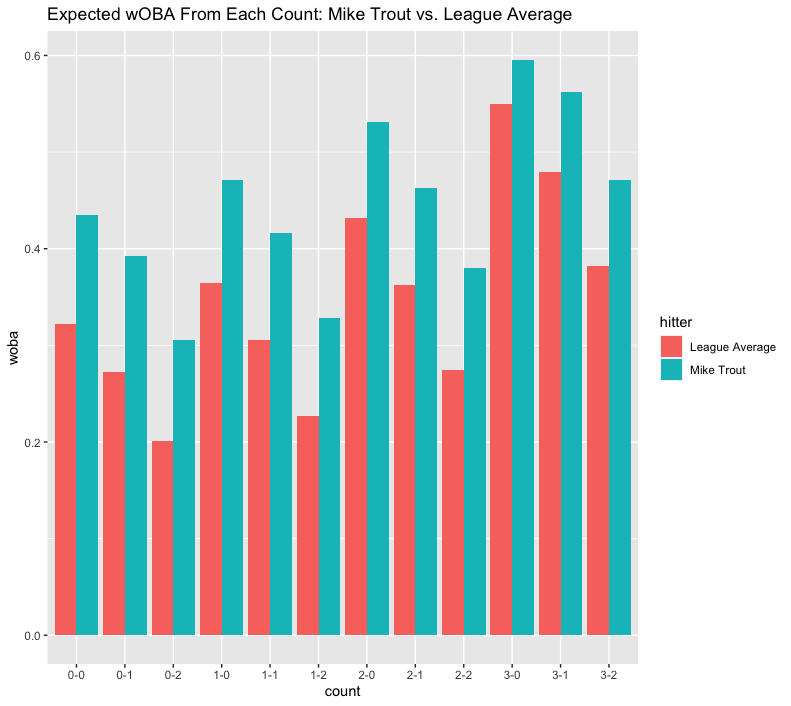 Expected wOBA From Each Count: Mike Trout vs. League Average
0.6
0.4
0.2
0.0
woba
0-0 0-1 0-2 1-0 1-1 1-2 2-0 2-1 2-2 3-0 3-1 3-2
count
hitter
League Average
Mike Trout